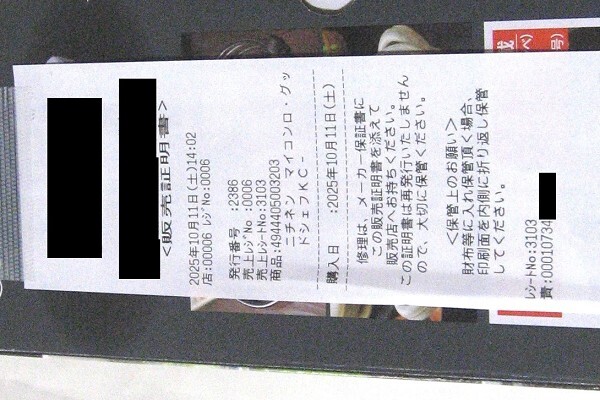 <販売証明書>
2025年10月11日(土)14:02
店:00006 レジNo:0006
発行番号 :2386
売上レジNo :0006
売上レシートNo:3103
商品:4944405003203
ニチネン マイコンロ・グッ
ドシェフKC-
購入日 :2025年10月11日(土)
修理は、メーカー保証書に
この販売証明書を添えて
販売店へお持ちください。
この証明書は再発行いたしません
ので、大切に保管ください。
<保管上のお願い>
財布等に入れ保管頂く場合、
印刷面を内側に折り返し保管
してください。
レシートNo:3103
責:00010734
号)